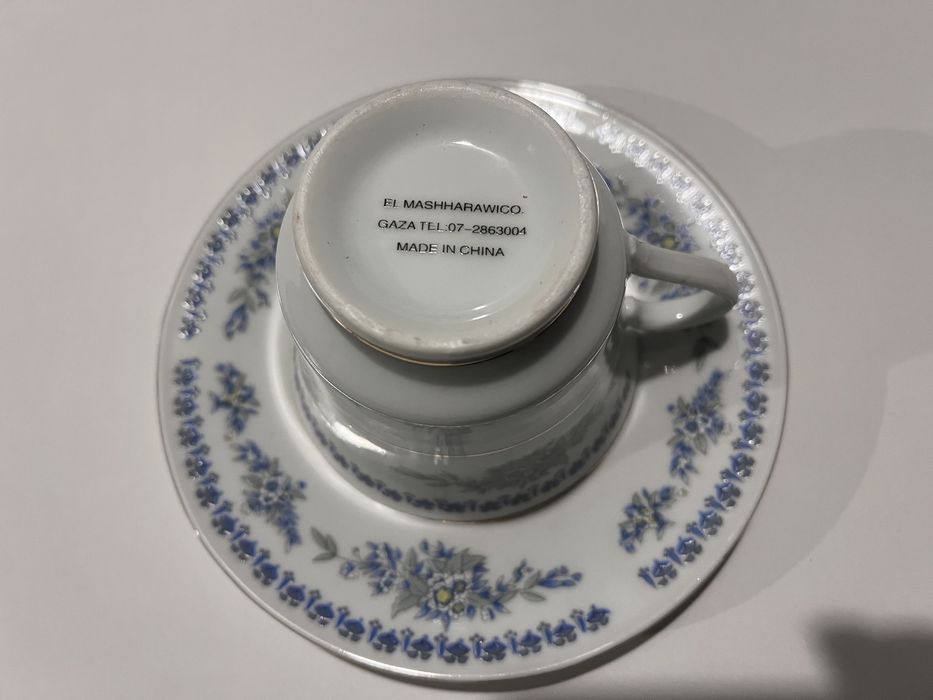 EL MASHHARAWICO.
GAZA TEL:07-2863004
MADE IN CHINA